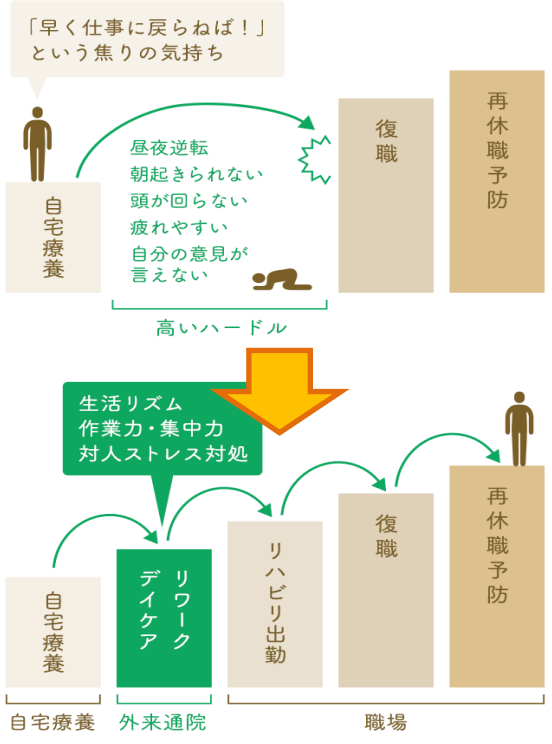 「早く仕事に戻らねば！」
という焦りの気持ち
自宅療養
昼夜逆転
朝起きられない
頭が回らない
疲れやすい
自分の意見が
言えない
高いハードル
復職
再休職予防
生活リズム
作業力・集中力
対人ストレス対処
自宅療養
リワーク
デイケア
リハビリ出勤
復職
再休職予防
自宅療養
外来通院
職場